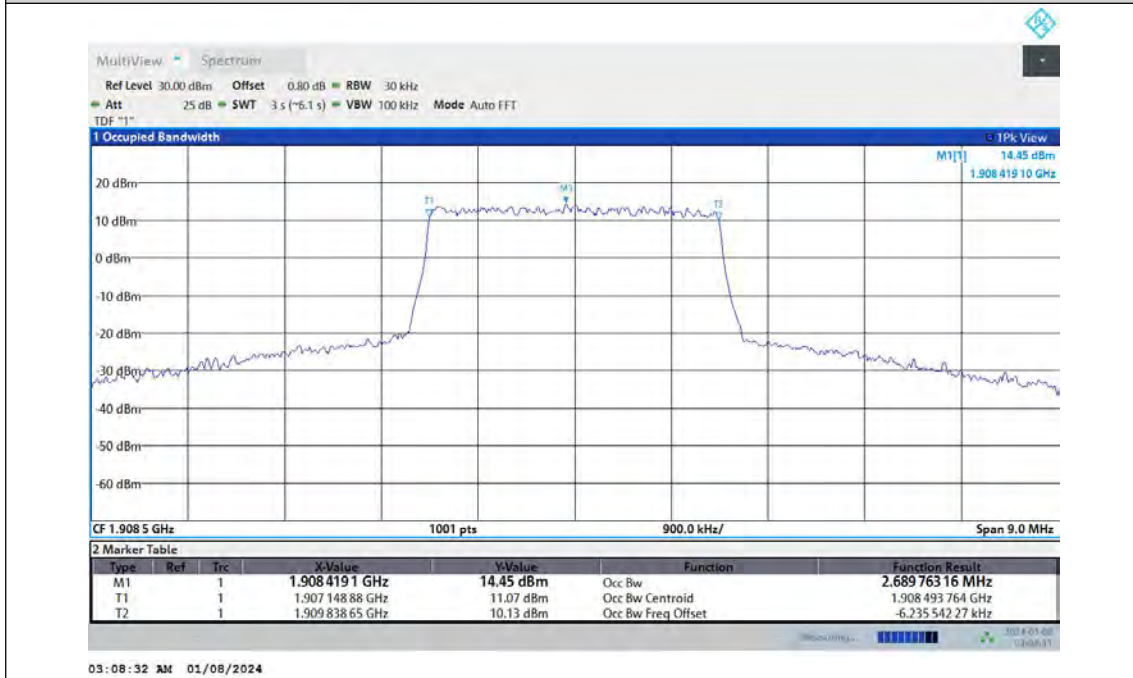 MultiView Spectrum
Ref Level 30.00 dBm Offset 0.80 dB RBW 30 kHz
Att 25 dB SWT 3 s (~6.1 s) VBW 100 kHz Mode Auto FFT
TDF "1"
1 Occupied Bandwidth 1Pk View
M1[1] 14.45 dBm
1.908 419 10 GHz
20 dBm
M1
T1
T2
10 dBm
0 dBm
-10 dBm
-20 dBm
-30 dBm
-40 dBm
-50 dBm
-60 dBm
CF 1.908 5 GHz 1001 pts 900.0 kHz/ Span 9.0 MHz
2 Marker Table
Type Ref Trc X-Value Y-Value Function Function Result
M1 1 1.908 419 1 GHz 14.45 dBm Occ Bw 2.689 763 16 MHz
T1 1 1.907 148 88 GHz 11.07 dBm Occ Bw Centroid 1.908 493 764 GHz
T2 1 1.909 838 65 GHz 10.13 dBm Occ Bw Freq Offset -6.235 542 27 kHz
03:08:32 AM 01/08/2024